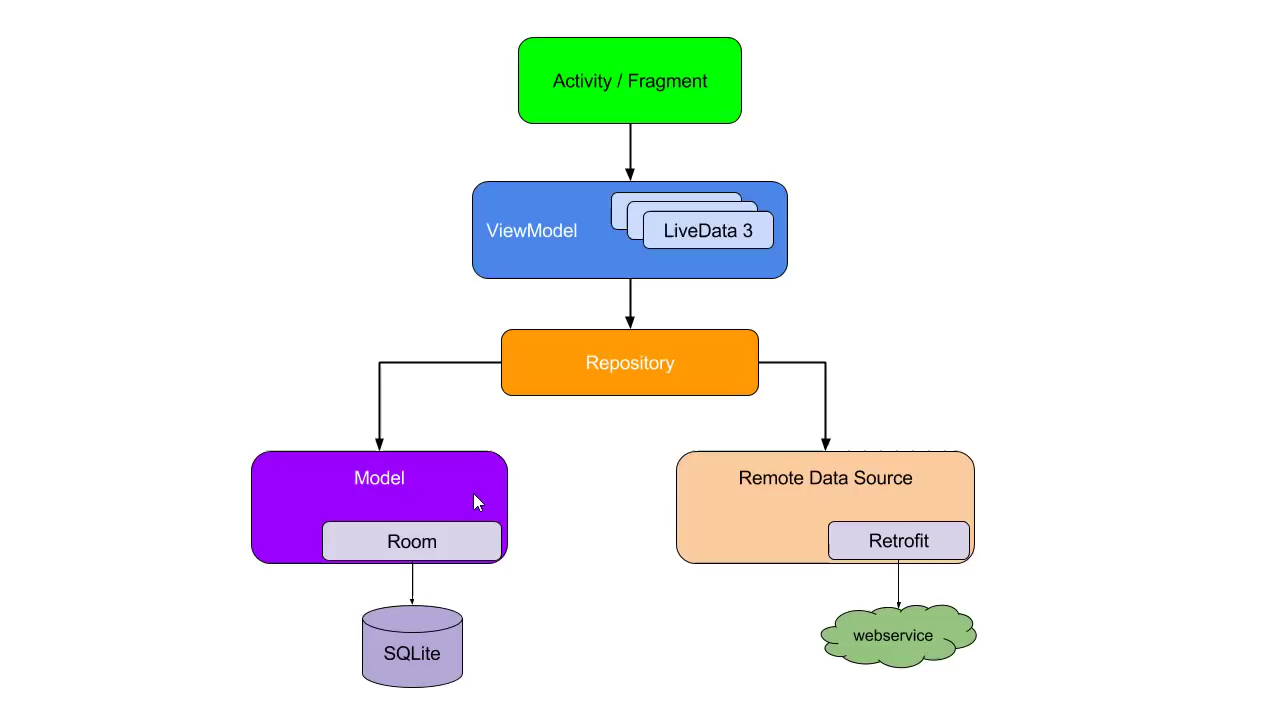 Activity / Fragment
ViewModel
LiveData 3
Repository
Model
Remote Data Source
Room
Retrofit
SQLite
webservice